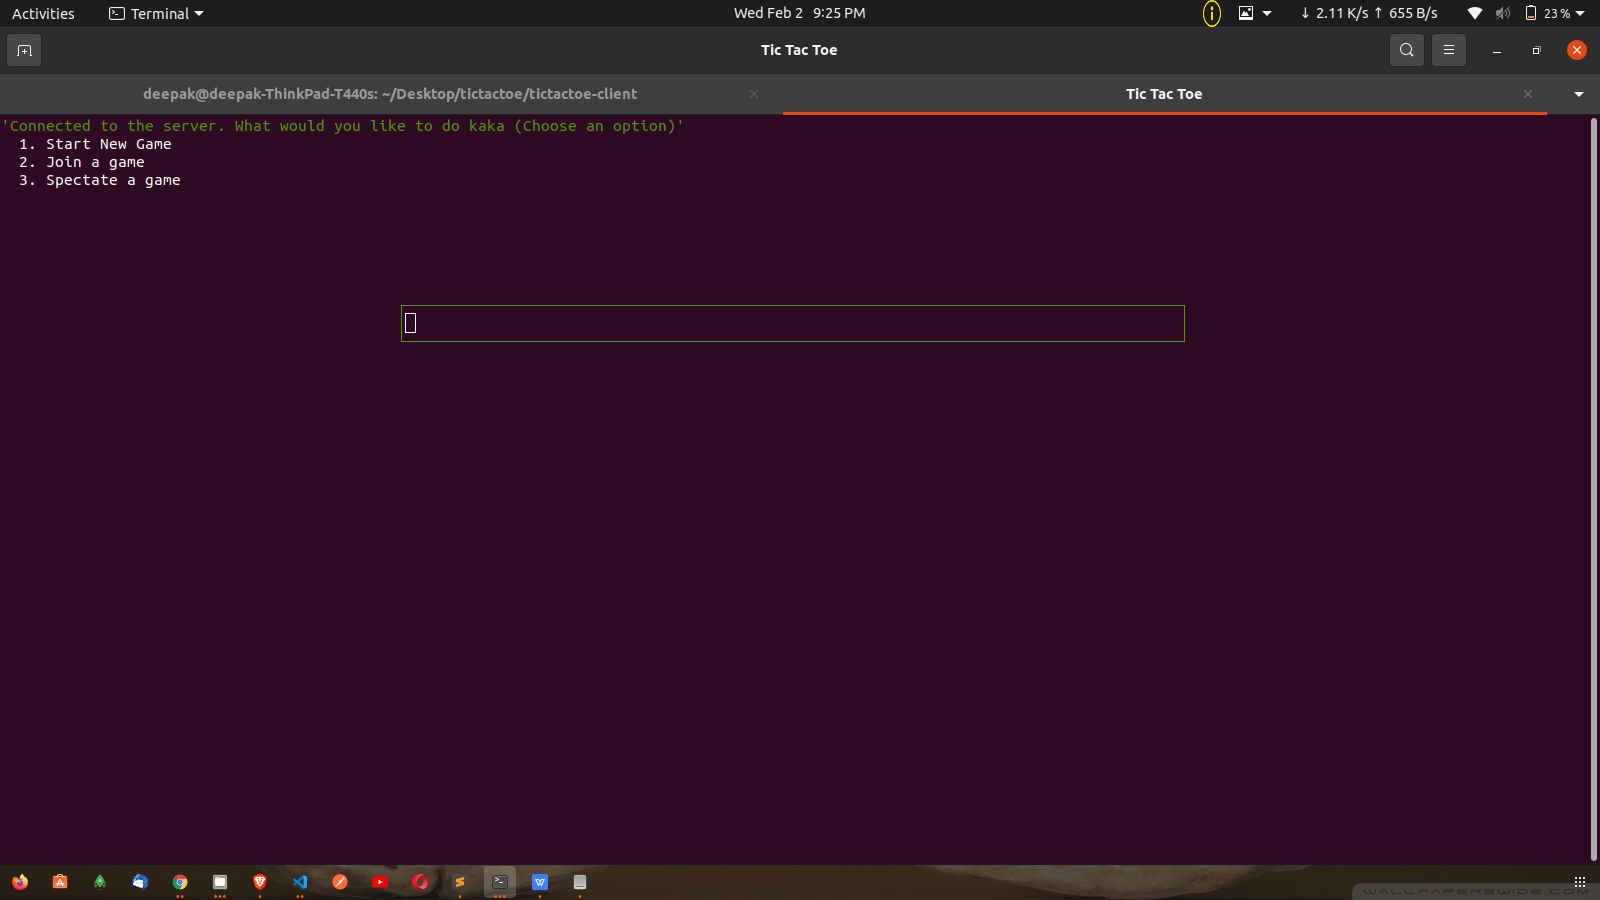 Activities Terminal Wed Feb 2 9:25 PM ↓ 2.11 K/s ↑ 655 B/s 23 %
Tic Tac Toe
deepak@deepak-ThinkPad-T440s: ~/Desktop/tictactoe/tictactoe-client Tic Tac Toe
'Connected to the server. What would you like to do kaka (Choose an option)'
1. Start New Game
2. Join a game
3. Spectate a game
WALLPAPERSWIDE.COM